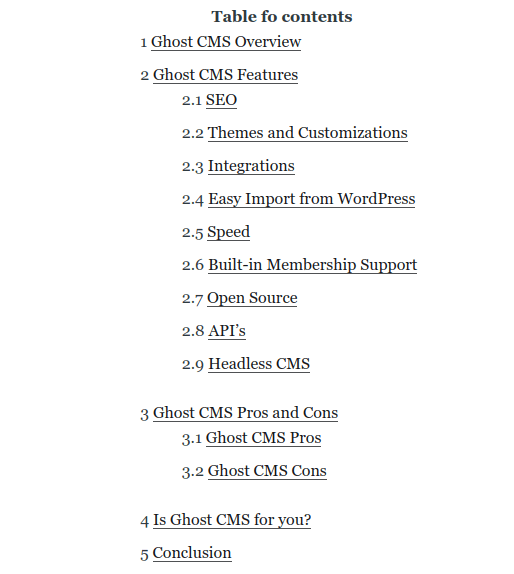 Table fo contents
1 Ghost CMS Overview
2 Ghost CMS Features
2.1 SEO
2.2 Themes and Customizations
2.3 Integrations
2.4 Easy Import from WordPress
2.5 Speed
2.6 Built-in Membership Support
2.7 Open Source
2.8 API’s
2.9 Headless CMS
3 Ghost CMS Pros and Cons
3.1 Ghost CMS Pros
3.2 Ghost CMS Cons
4 Is Ghost CMS for you?
5 Conclusion